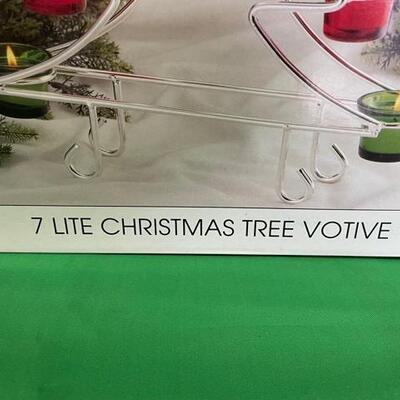 7 LITE CHRISTMAS TREE VOTIVE